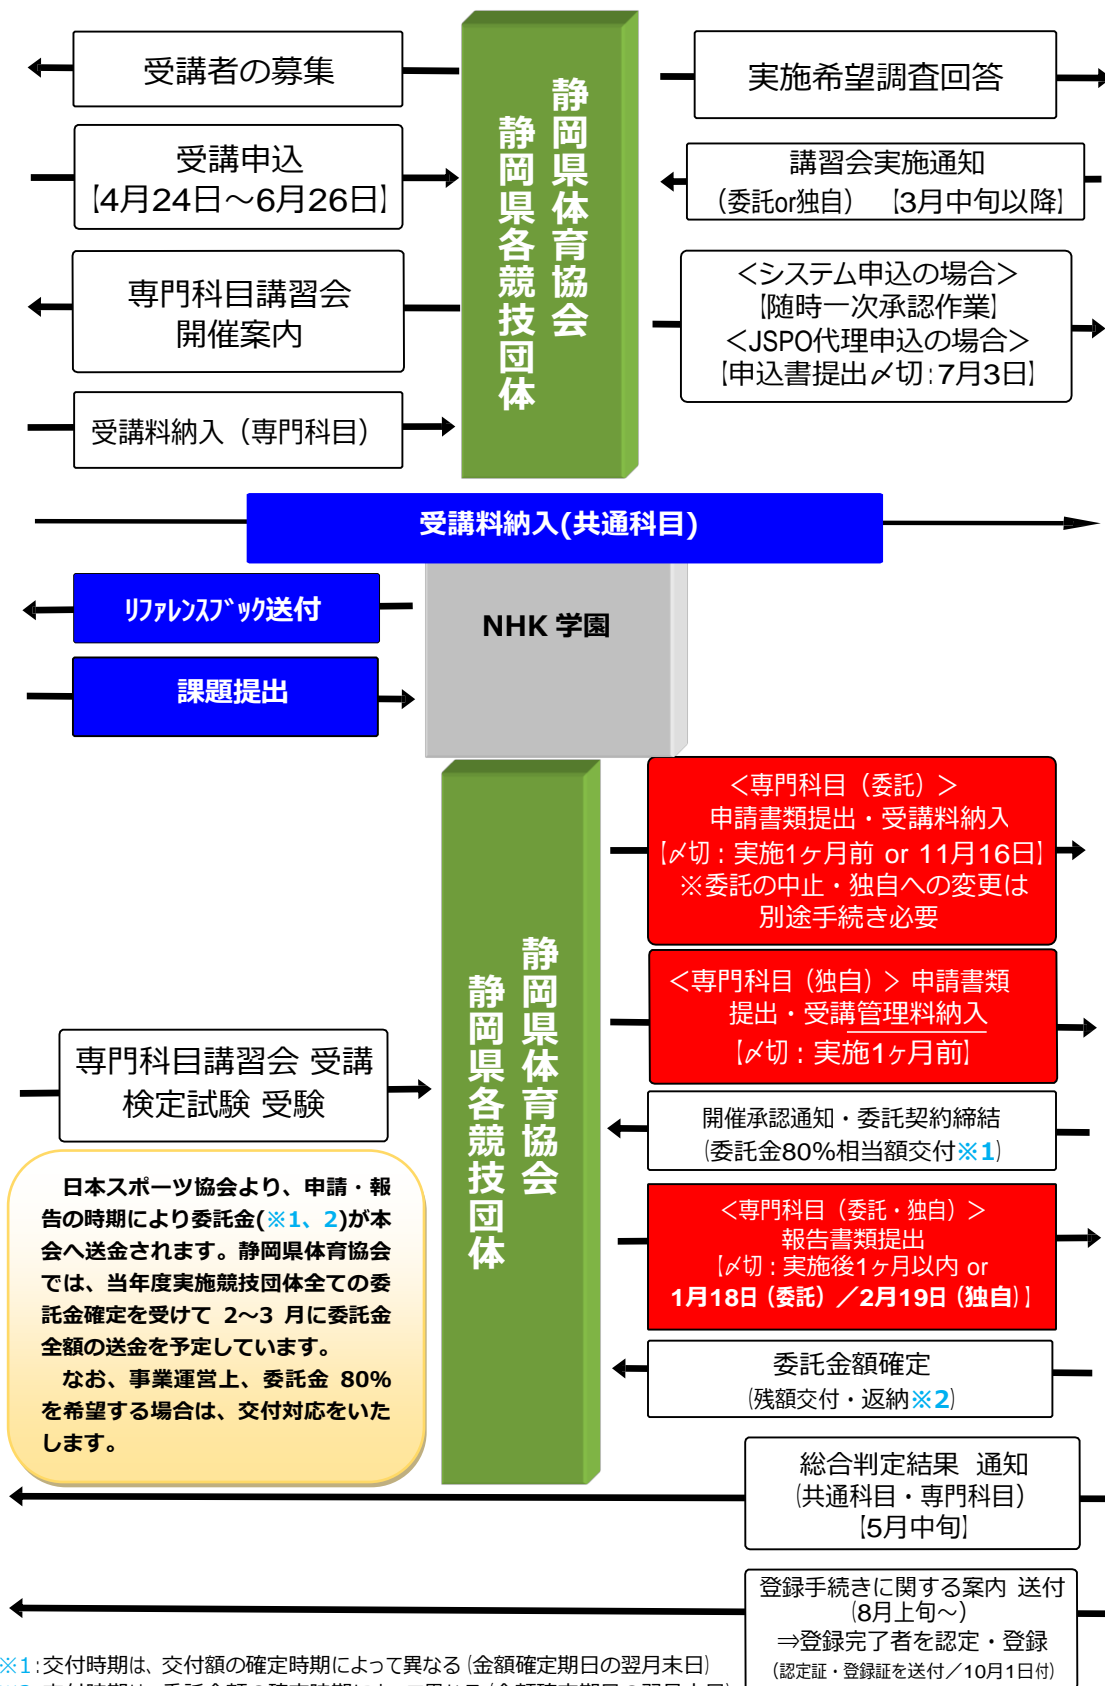 受講者の募集
受講申込
【4月24日～6月26日】
専門科目講習会
開催案内
受講料納入（専門科目）
静岡県体育協会
静岡県各競技団体
実施希望調査回答
講習会実施通知
（委託or独自） 【3月中旬以降】
＜システム申込の場合＞
【随時一次承認作業】
＜JSPO代理申込の場合＞
【申込書提出〆切：7月3日】
受講料納入(共通科目)
ﾘﾌｧﾚﾝｽﾌﾞｯｸ送付
課題提出
NHK 学園
静岡県体育協会
静岡県各競技団体
専門科目講習会 受講
検定試験 受験
＜専門科目（委託）＞
申請書類提出・受講料納入
【〆切：実施1ヶ月前 or 11月16日】
※委託の中止・独自への変更は
別途手続き必要
＜専門科目（独自）＞ 申請書類
提出・受講管理料納入
【〆切：実施1ヶ月前】
開催承認通知・委託契約締結
(委託金80%相当額交付※1)
＜専門科目（委託・独自）＞
報告書類提出
【〆切：実施後1ヶ月以内 or
1月18日（委託）／2月19日（独自）】
委託金額確定
(残額交付・返納※2)
日本スポーツ協会より、申請・報
告の時期により委託金(※1、2)が本
会へ送金されます。静岡県体育協会
では、当年度実施競技団体全ての委
託金確定を受けて 2～3 月に委託金
全額の送金を予定しています。
なお、事業運営上、委託金 80%
を希望する場合は、交付対応をいた
します。
総合判定結果 通知
(共通科目・専門科目)
【5月中旬】
登録手続きに関する案内 送付
(8月上旬～)
⇒登録完了者を認定・登録
(認定証・登録証を送付／10月1日付)
※1：交付時期は、交付額の確定時期によって異なる（金額確定期日の翌月末日）